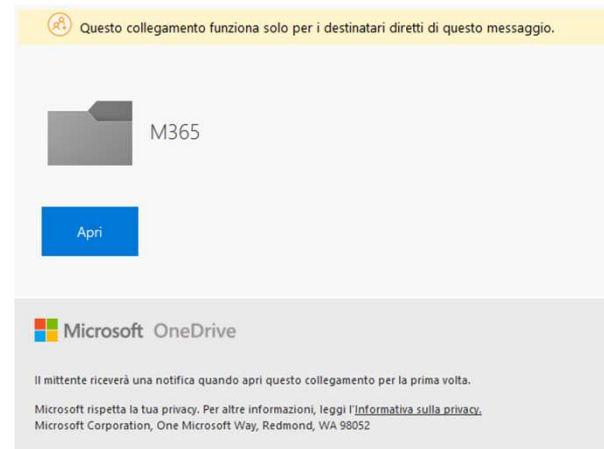 Questo collegamento funziona solo per i destinatari diretti di questo messaggio.
M365
Apri
Microsoft OneDrive
Il mittente riceverà una notifica quando apri questo collegamento per la prima volta.
Microsoft rispetta la tua privacy. Per altre informazioni, leggi l'Informativa sulla privacy.
Microsoft Corporation, One Microsoft Way, Redmond, WA 98052